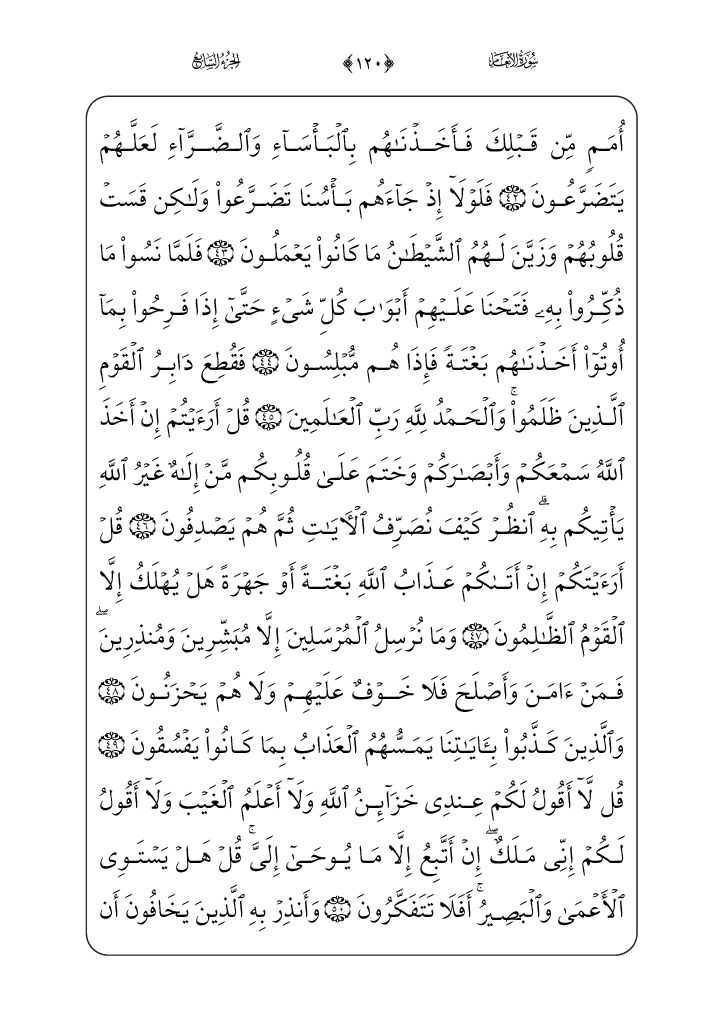 سُورَةُ الأَنْعَام ﴿١٢٠﴾ الجُزْءُ السَّابِع
أُمَمٖ مِّن قَبۡلِكَ فَأَخَذۡنَٰهُم بِٱلۡبَأۡسَآءِ وَٱلضَّرَّآءِ لَعَلَّهُمۡ
يَتَضَرَّعُونَ ٤٢ فَلَوۡلَآ إِذۡ جَآءَهُم بَأۡسُنَا تَضَرَّعُواْ وَلَٰكِن قَسَتۡ
قُلُوبُهُمۡ وَزَيَّنَ لَهُمُ ٱلشَّيۡطَٰنُ مَا كَانُواْ يَعۡمَلُونَ ٤٣ فَلَمَّا نَسُواْ مَا
ذُكِّرُواْ بِهِۦ فَتَحۡنَا عَلَيۡهِمۡ أَبۡوَٰبَ كُلِّ شَيۡءٍ حَتَّىٰٓ إِذَا فَرِحُواْ بِمَآ
أُوتُوٓاْ أَخَذۡنَٰهُم بَغۡتَةٗ فَإِذَا هُم مُّبۡلِسُونَ ٤٤ فَقُطِعَ دَابِرُ ٱلۡقَوۡمِ
ٱلَّذِينَ ظَلَمُواْۚ وَٱلۡحَمۡدُ لِلَّهِ رَبِّ ٱلۡعَٰلَمِينَ ٤٥ قُلۡ أَرَءَيۡتُمۡ إِنۡ أَخَذَ
ٱللَّهُ سَمۡعَكُمۡ وَأَبۡصَٰرَكُمۡ وَخَتَمَ عَلَىٰ قُلُوبِكُم مَّنۡ إِلَٰهٌ غَيۡرُ ٱللَّهِ
يَأۡتِيكُم بِهِۗ ٱنظُرۡ كَيۡفَ نُصَرِّفُ ٱلۡأٓيَٰتِ ثُمَّ هُمۡ يَصۡدِفُونَ ٤٦ قُلۡ
أَرَءَيۡتَكُمۡ إِنۡ أَتَىٰكُمۡ عَذَابُ ٱللَّهِ بَغۡتَةً أَوۡ جَهۡرَةً هَلۡ يُهۡلَكُ إِلَّا
ٱلۡقَوۡمُ ٱلظَّٰلِمُونَ ٤٧ وَمَا نُرۡسِلُ ٱلۡمُرۡسَلِينَ إِلَّا مُبَشِّرِينَ وَمُنذِرِينَۖ
فَمَنۡ ءَامَنَ وَأَصۡلَحَ فَلَا خَوۡفٌ عَلَيۡهِمۡ وَلَا هُمۡ يَحۡزَنُونَ ٤٨
وَٱلَّذِينَ كَذَّبُواْ بِـَٔايَٰتِنَا يَمَسُّهُمُ ٱلۡعَذَابُ بِمَا كَانُواْ يَفۡسُقُونَ ٤٩
قُل لَّآ أَقُولُ لَكُمۡ عِندِي خَزَآئِنُ ٱللَّهِ وَلَآ أَعۡلَمُ ٱلۡغَيۡبَ وَلَآ أَقُولُ
لَكُمۡ إِنِّي مَلَكٌۖ إِنۡ أَتَّبِعُ إِلَّا مَا يُوحَىٰٓ إِلَيَّۚ قُلۡ هَلۡ يَسۡتَوِي
ٱلۡأَعۡمَىٰ وَٱلۡبَصِيرُۚ أَفَلَا تَتَفَكَّرُونَ ٥٠ وَأَنذِرۡ بِهِ ٱلَّذِينَ يَخَافُونَ أَن